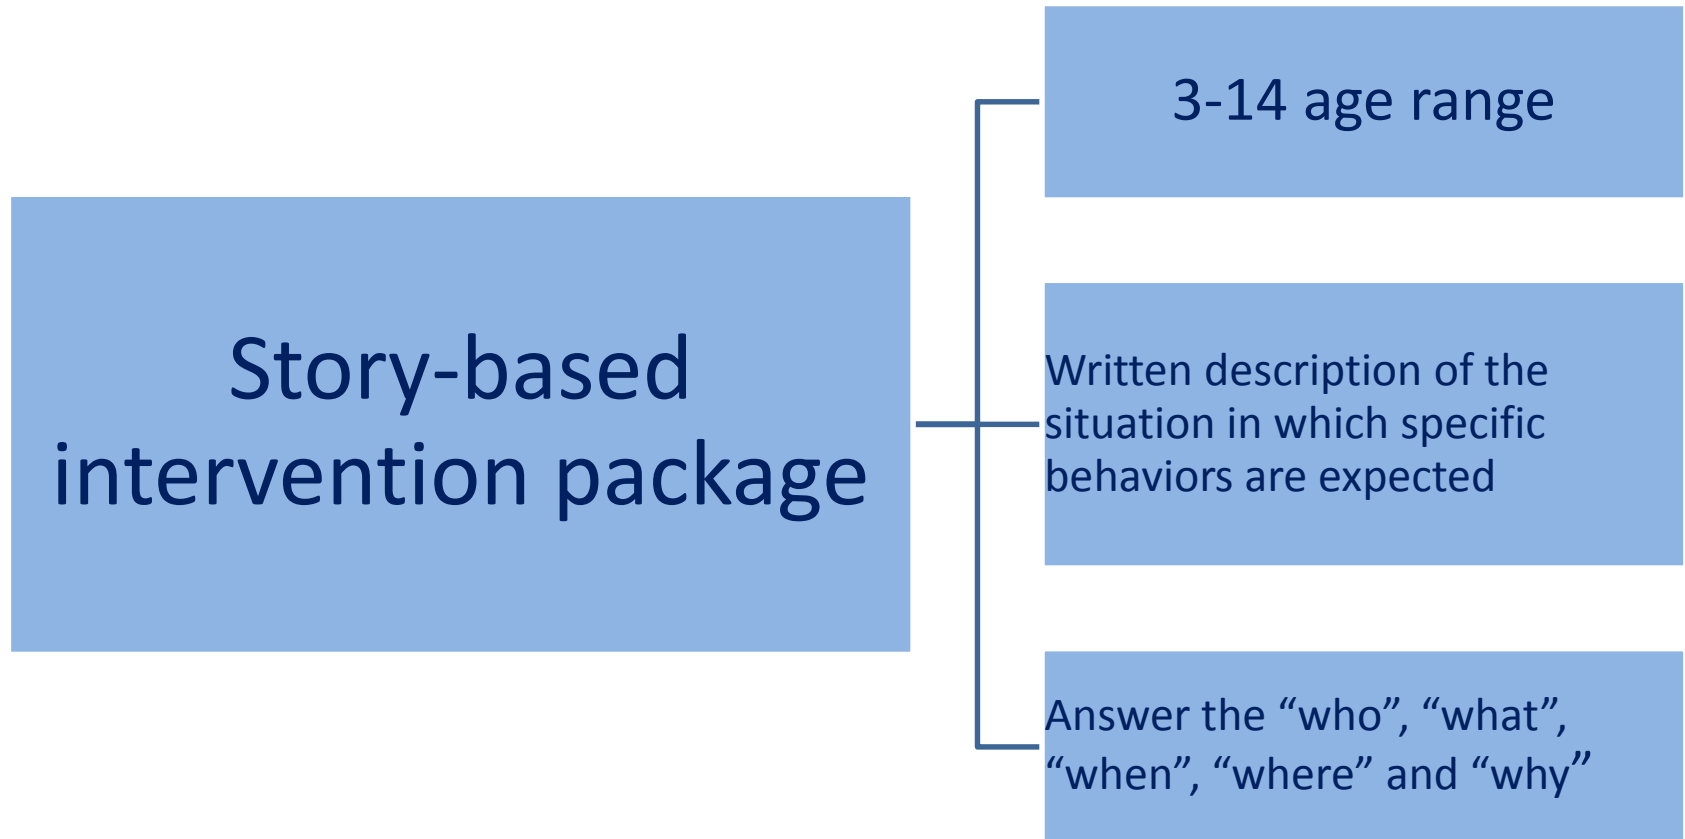 Story-based
intervention package
3-14 age range
Written description of the
situation in which specific
behaviors are expected
Answer the “who”, “what”,
“when”, “where” and “why”